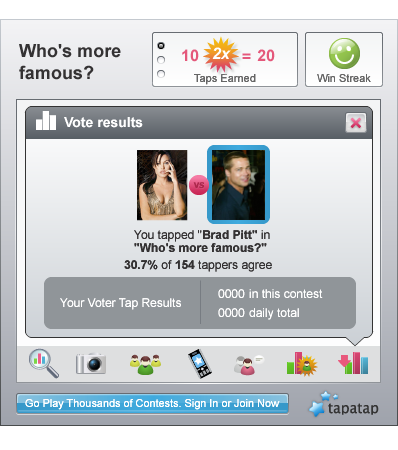 Who's more
famous?
10 2x = 20
Taps Earned
Win Streak
Vote results
vs
You tapped "Brad Pitt" in
"Who's more famous?"
30.7% of 154 tappers agree
Your Voter Tap Results
0000 in this contest
0000 daily total
Go Play Thousands of Contests. Sign In or Join Now
tapatap